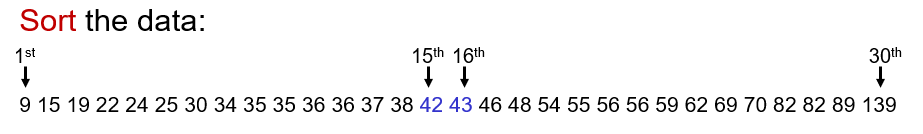 Sort the data:
1st 15th 16th 30th
9 15 19 22 24 25 30 34 35 35 36 36 37 38 42 43 46 48 54 55 56 56 59 62 69 70 82 82 89 139